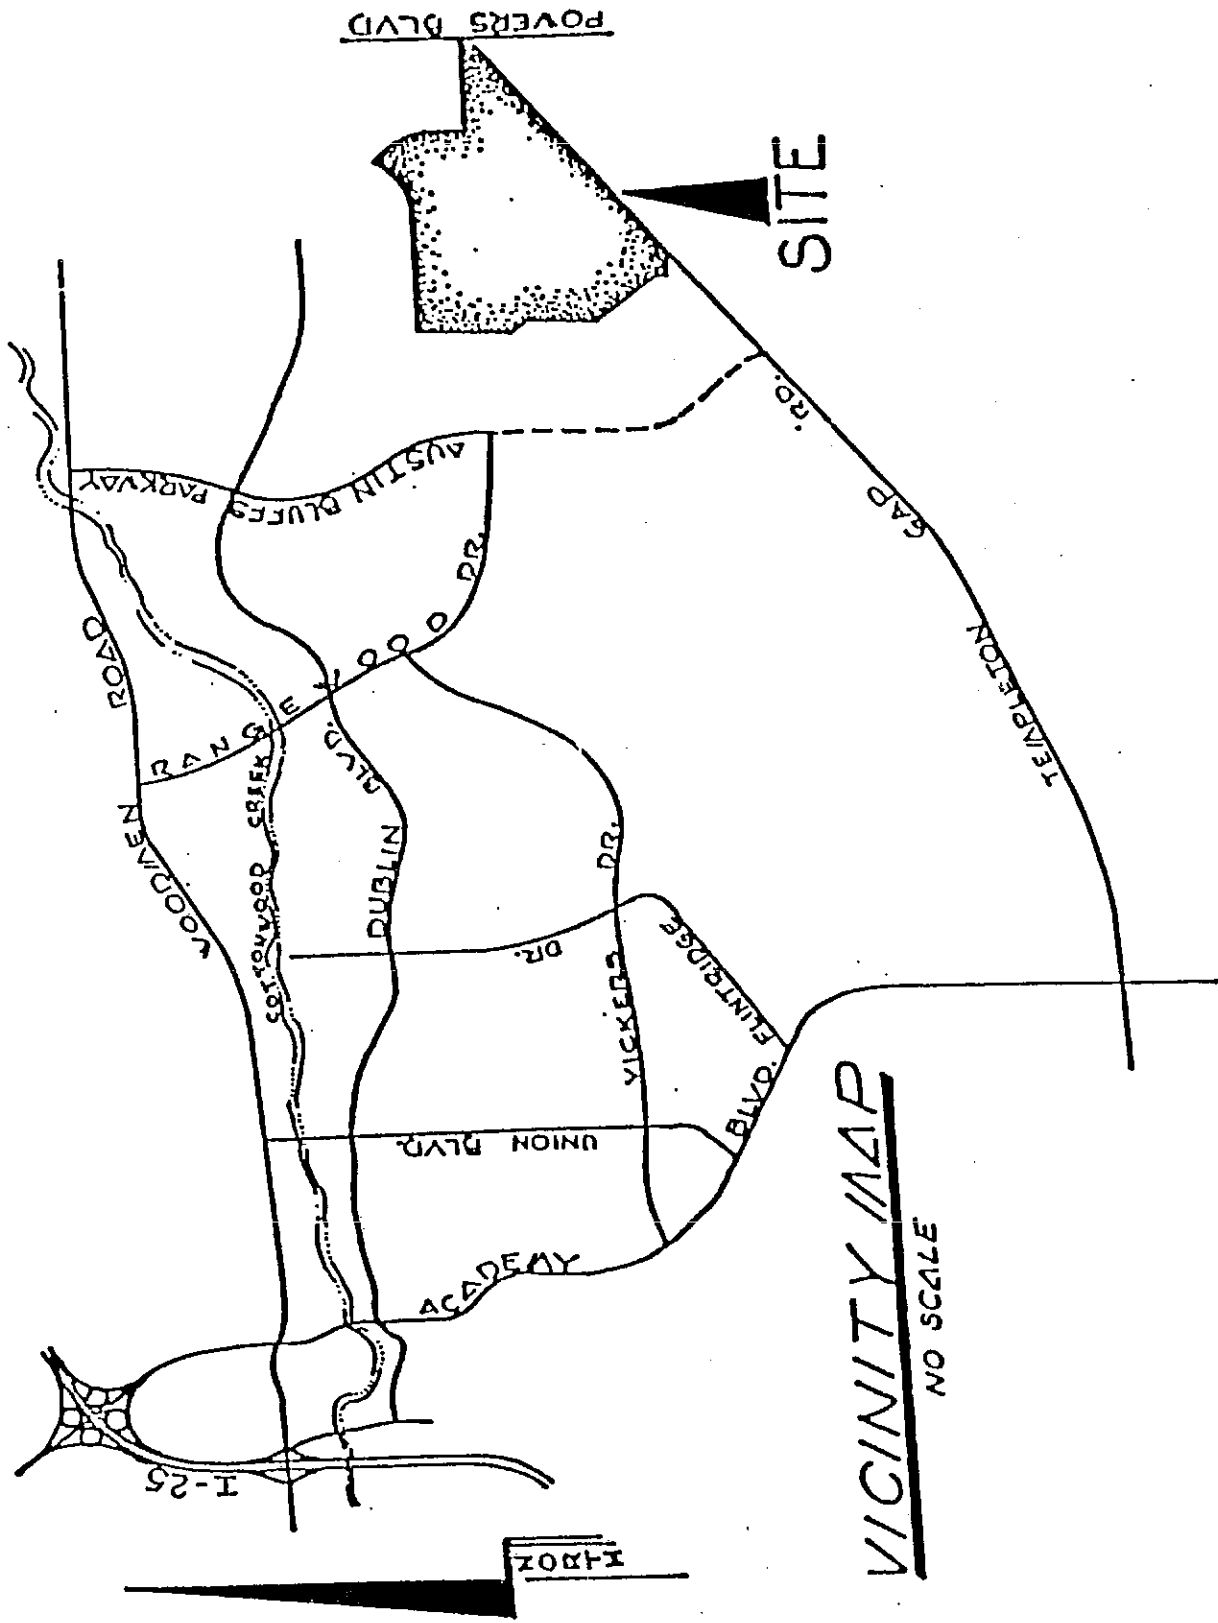 POWERS BLVD
SITE
WOODMEN ROAD
COTTONWOOD CREEK
RANGEWOOD DR.
AUSTIN BLUFFS PARKWAY
DUBLIN BLVD.
VICKERS DR.
FLINTRIDGE DR.
UNION BLVD.
ACADEMY BLVD.
TEMPLETON GAP RD.
I-25
NORTH
VICINITY MAP
NO SCALE